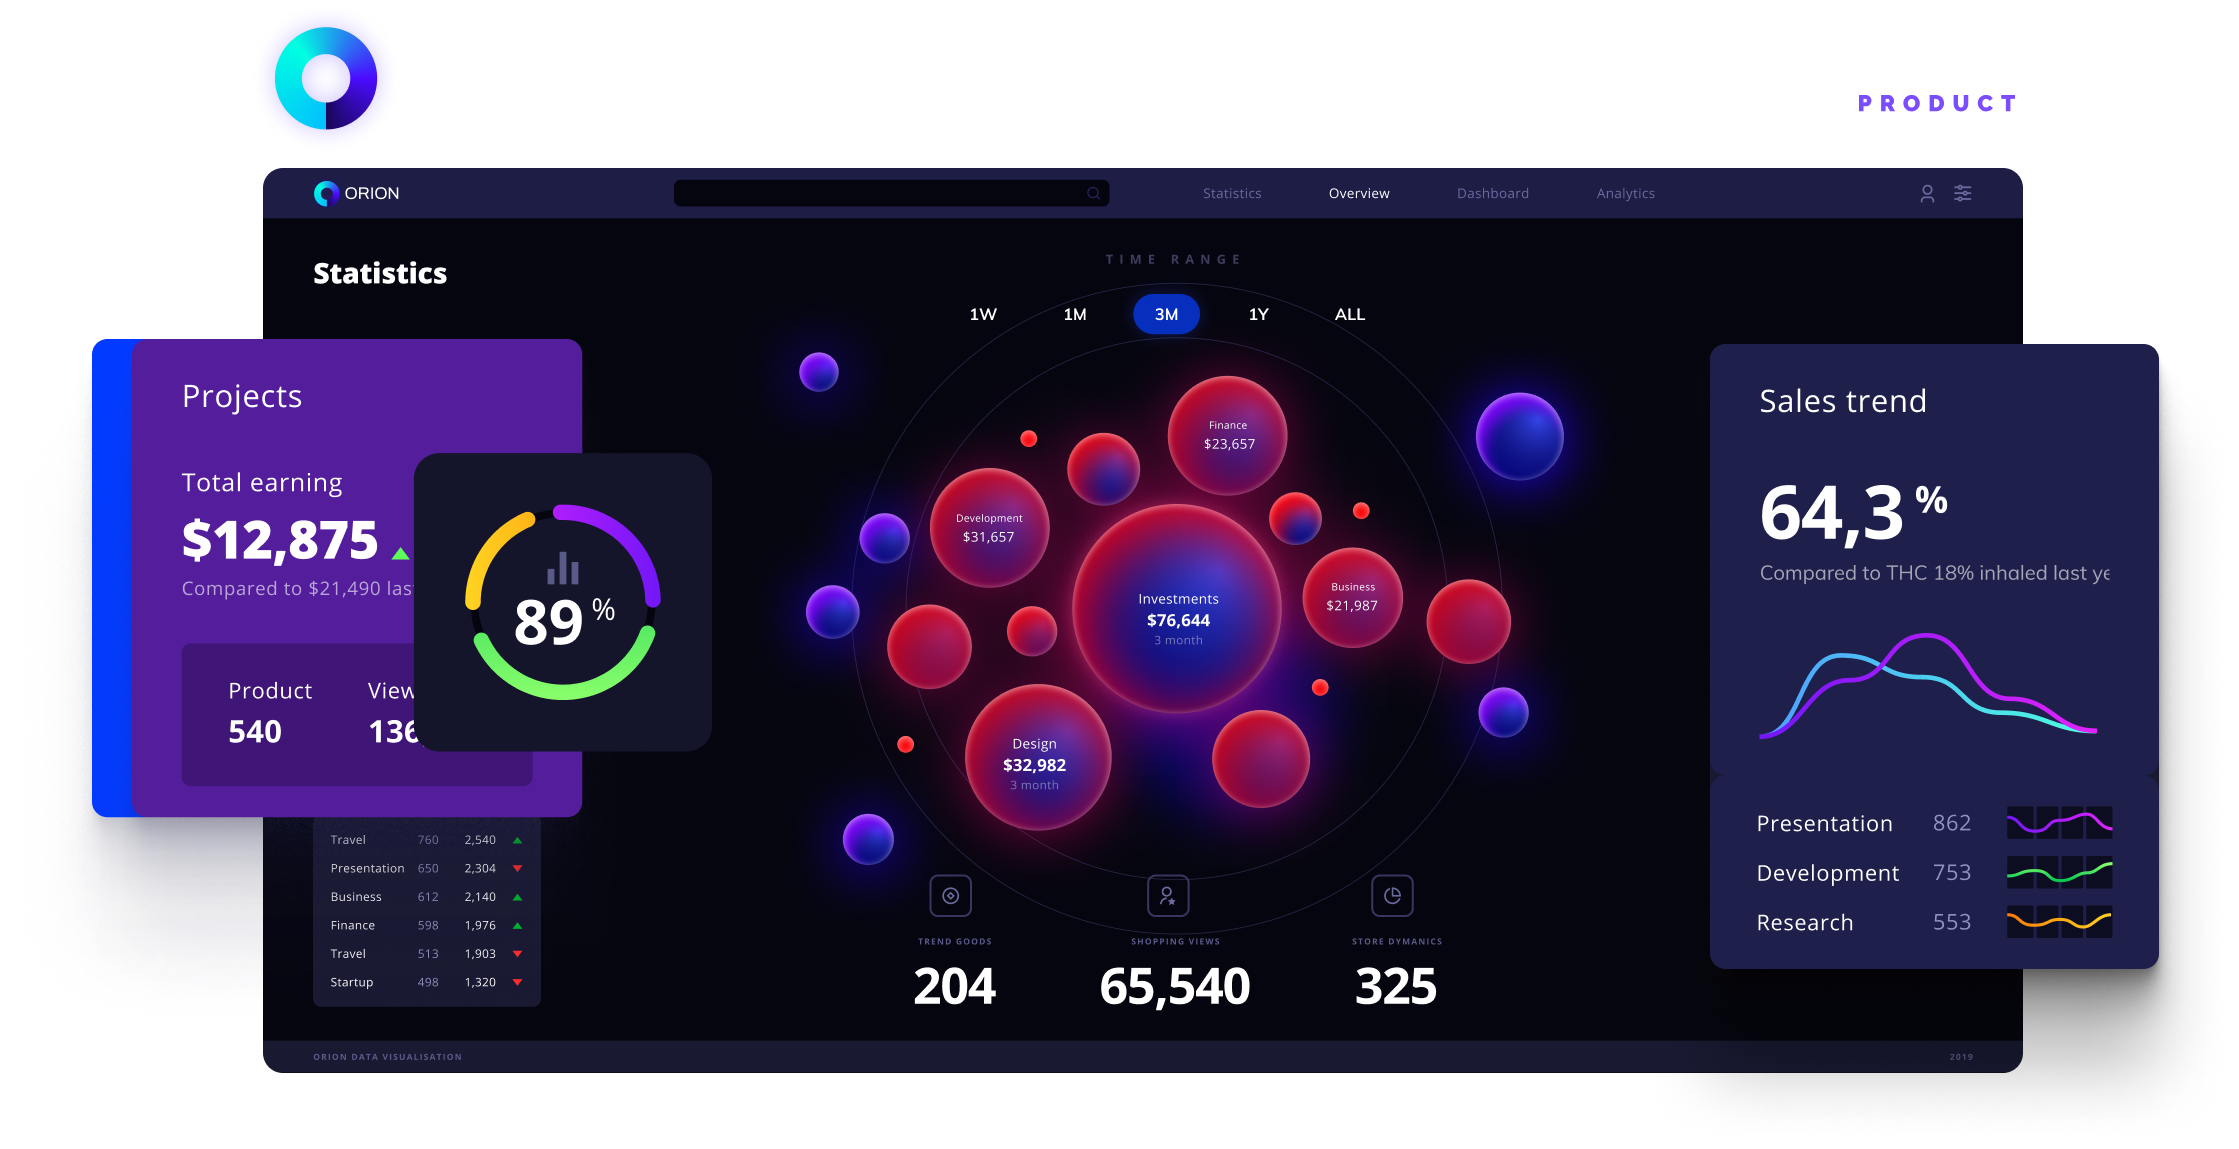 PRODUCT
ORION
Statistics
Overview
Dashboard
Analytics
Statistics
TIME RANGE
1W 1M 3M 1Y ALL
Projects
Total earning
$12,875
Compared to $21,490 las
Product
540
View
136
89 %
Finance
$23,657
Development
$31,657
Investments
$76,644
3 month
Business
$21,987
Design
$32,982
3 month
Sales trend
64,3 %
Compared to THC 18% inhaled last ye
Presentation 862
Development 753
Research 553
Travel 760 2,540
Presentation 650 2,304
Business 612 2,140
Finance 598 1,976
Travel 513 1,903
Startup 498 1,320
TREND GOODS
204
SHOPPING VIEWS
65,540
STORE DYMANICS
325
ORION DATA VISUALISATION
2019